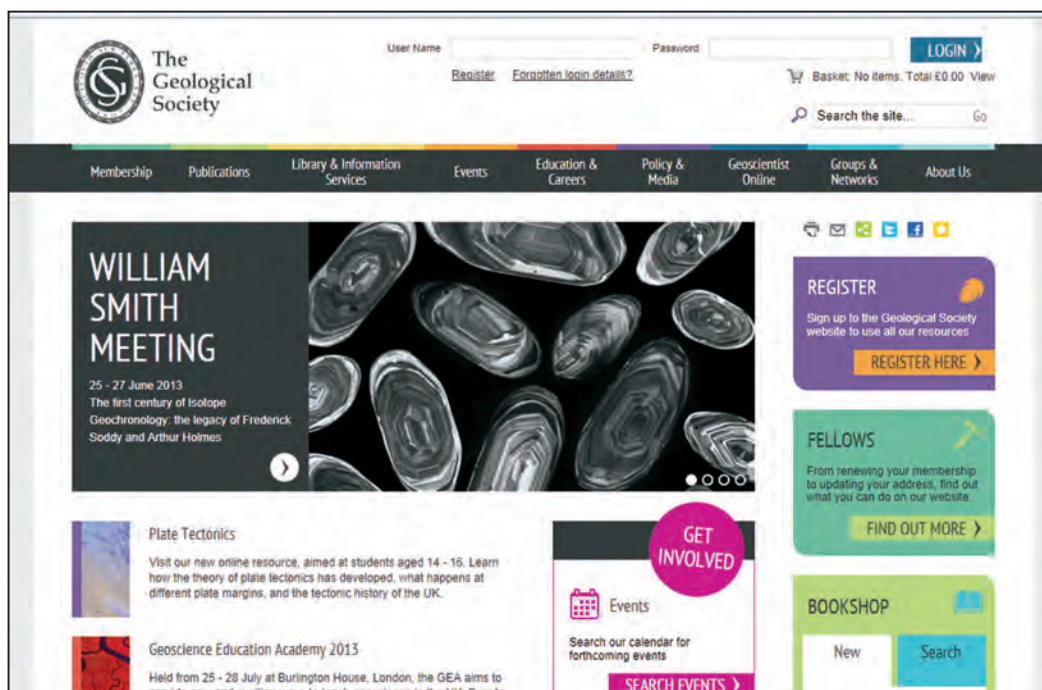 The
Geological
Society
User Name
Password
LOGIN
Register Forgotten login details?
Basket: No items. Total £0.00 View
Search the site... Go
Membership
Publications
Library & Information
Services
Events
Education &
Careers
Policy &
Media
Geoscientist
Online
Groups &
Networks
About Us
WILLIAM
SMITH
MEETING
25 - 27 June 2013
The first century of Isotope
Geochronology: the legacy of Frederick
Soddy and Arthur Holmes
REGISTER
Sign up to the Geological Society
website to use all our resources
REGISTER HERE
FELLOWS
From renewing your membership
to updating your address, find out
what you can do on our website.
FIND OUT MORE
Plate Tectonics
Visit our new online resource, aimed at students aged 14 - 16. Learn
how the theory of plate tectonics has developed, what happens at
different plate margins, and the tectonic history of the UK.
Geoscience Education Academy 2013
Held from 25 - 28 July at Burlington House, London, the GEA aims to
GET
INVOLVED
Events
Search our calendar for
forthcoming events
SEARCH EVENTS
BOOKSHOP
New
Search